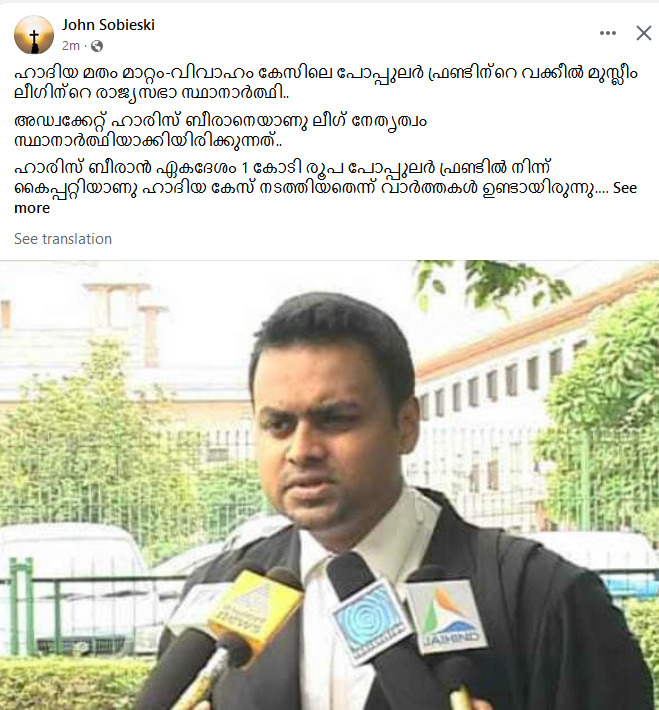 John Sobieski
2m
ഹാദിയ മതം മാറ്റം-വിവാഹം കേസിലെ പോപ്പുലർ ഫ്രണ്ടിന്റെ വക്കീൽ മുസ്ലീം
ലീഗിന്റെ രാജ്യസഭാ സ്ഥാനാർത്ഥി..
അഡ്വക്കേറ്റ് ഹാരിസ് ബീരാനെയാണു ലീഗ് നേതൃത്വം
സ്ഥാനാർത്ഥിയാക്കിയിരിക്കുന്നത്..
ഹാരിസ് ബീരാൻ ഏകദേശം 1 കോടി രൂപ പോപ്പുലർ ഫ്രണ്ടിൽ നിന്ന്
കൈപ്പറ്റിയാണു ഹാദിയ കേസ് നടത്തിയതെന്ന് വാർത്തകൾ ഉണ്ടായിരുന്നു.... See
more
See translation
news
JAIHIND